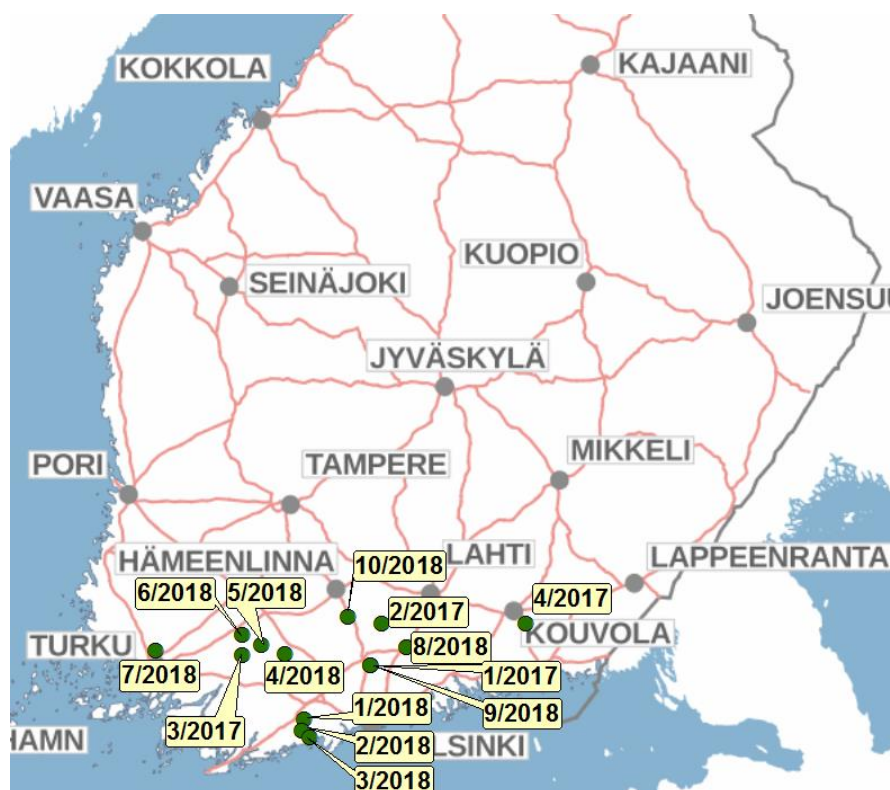 KOKKOLA
KAJAANI
VAASA
KUOPIO
SEINÄJOKI
JOENSUU
JYVÄSKYLÄ
PORI
TAMPERE
MIKKELI
HÄMEENLINNA
LAHTI
LAPPEENRANTA
10/2018
6/2018
5/2018
2/2017
4/2017
TURKU
KOUVOLA
8/2018
7/2018
4/2018
1/2017
3/2017
1/2018
9/2018
HAMN
2/2018
LSINKI
3/2018